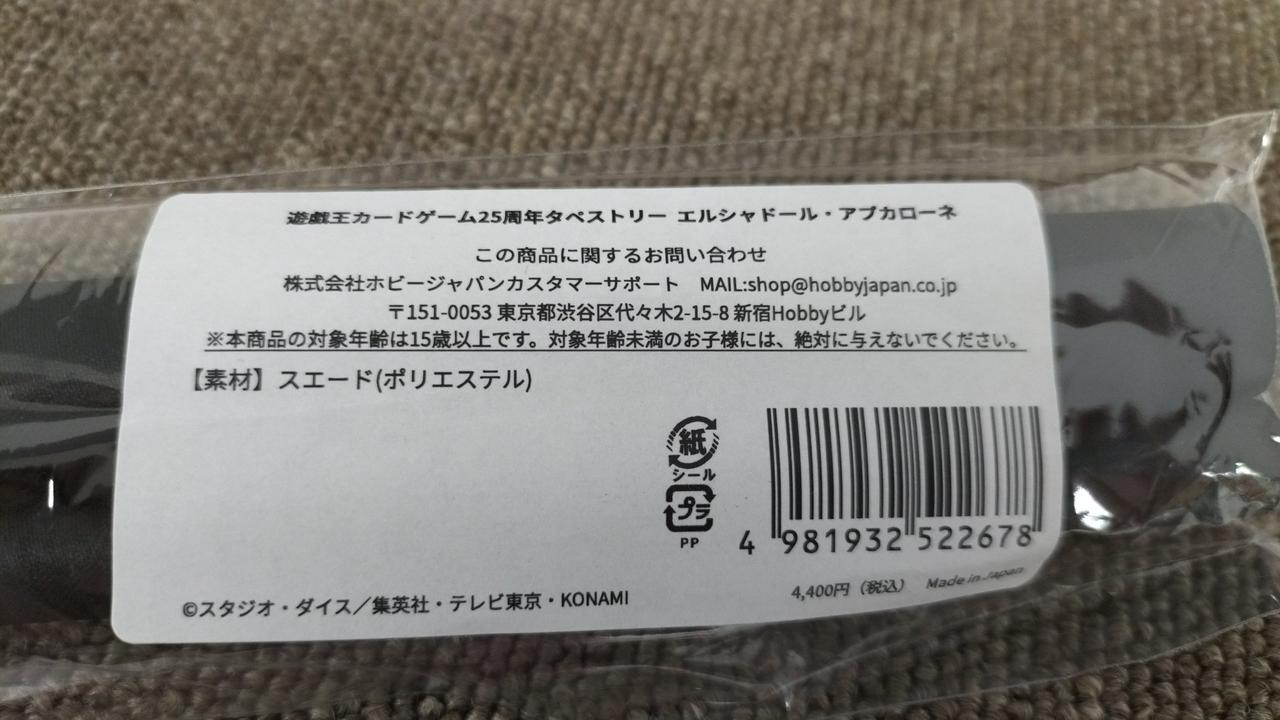 遊戯王カードゲーム25周年タペストリー エルシャドール・アプカローネ
この商品に関するお問い合わせ
株式会社ホビージャパンカスタマーサポート MAIL:shop@hobbyjapan.co.jp
〒151-0053 東京都渋谷区代々木2-15-8 新宿Hobbyビル
※本商品の対象年齢は15歳以上です。対象年齢未満のお子様には、絶対に与えないでください。
【素材】スエード(ポリエステル)
紙
シール
プラ
PP
4 981932 522678
4,400円（税込） Made in Japan
©スタジオ・ダイス／集英社・テレビ東京・KONAMI